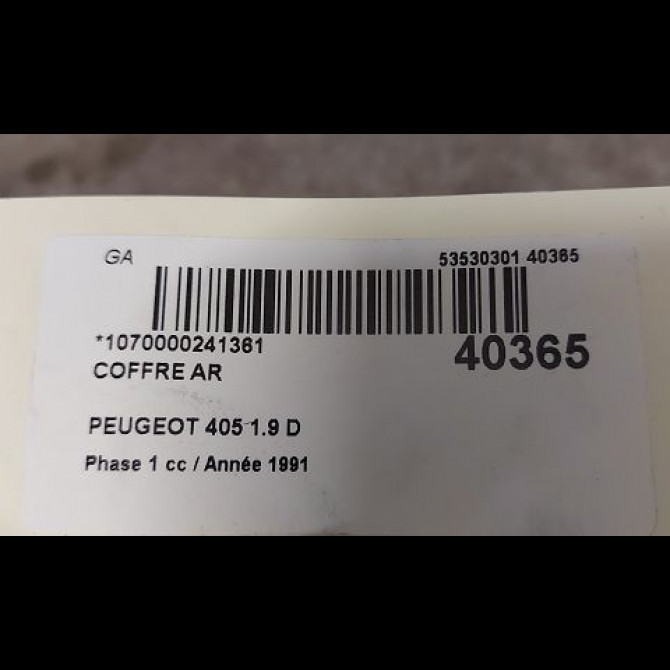 GA 53530301 40365
*1070000241361 40365
COFFRE AR
PEUGEOT 405 1.9 D
Phase 1 cc / Année 1991